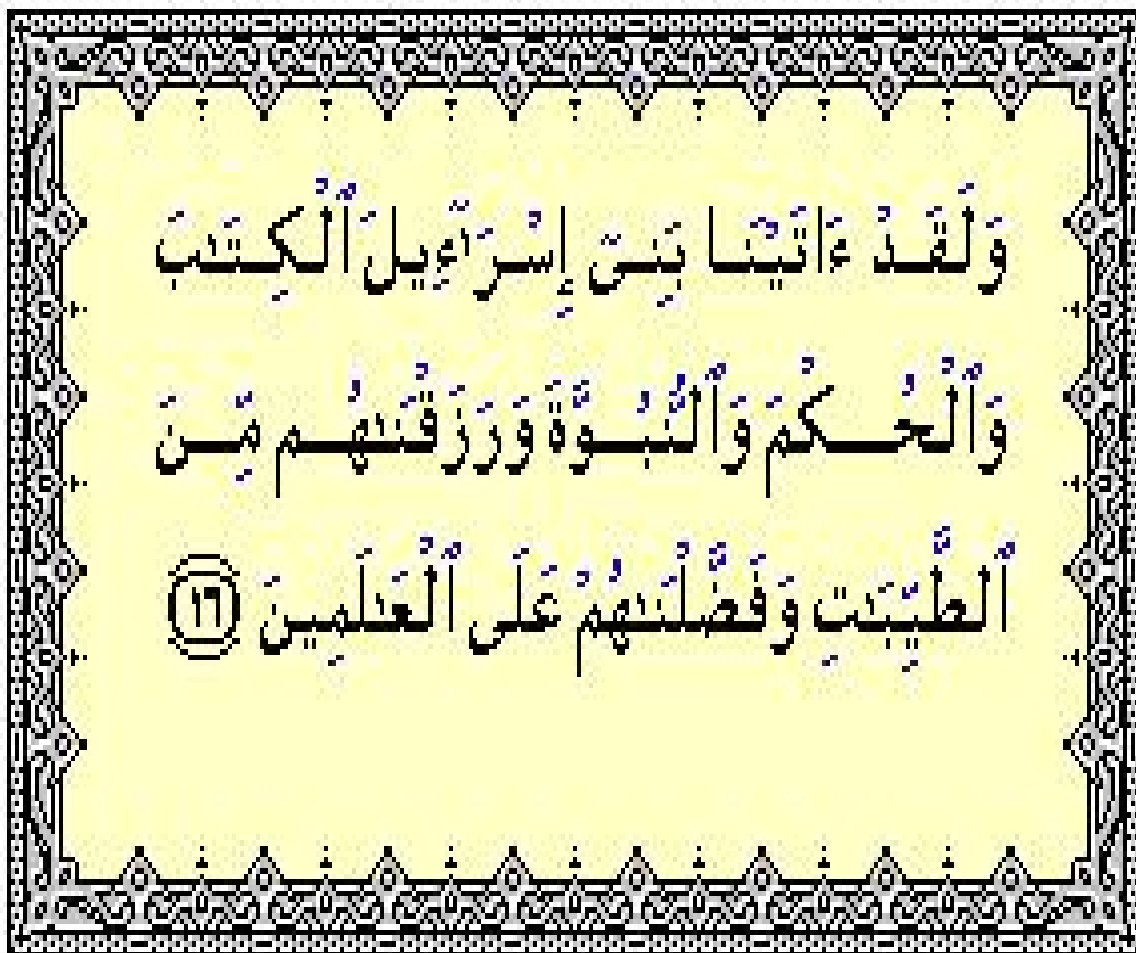 وَلَقَدْ ءَاتَيْنَا بَنِىٓ إِسْرَٰٓءِيلَ ٱلْكِتَٰبَ
وَٱلْحُكْمَ وَٱلنُّبُوَّةَ وَرَزَقْنَٰهُم مِّنَ
ٱلطَّيِّبَٰتِ وَفَضَّلْنَٰهُمْ عَلَى ٱلْعَٰلَمِينَ ١٦